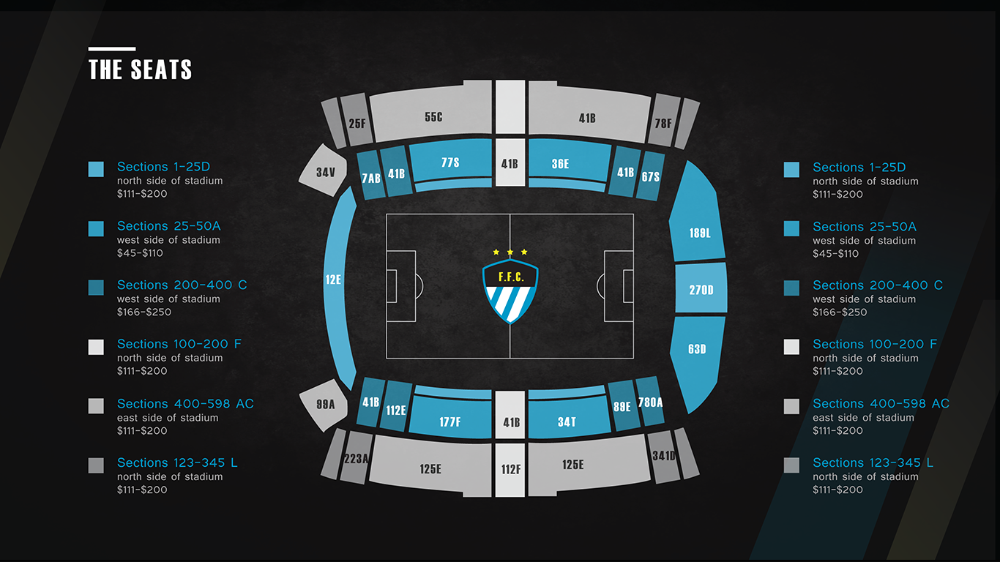 THE SEATS
Sections 1-25D
north side of stadium
$111-$200
Sections 25-50A
west side of stadium
$45-$110
Sections 200-400 C
west side of stadium
$166-$250
Sections 100-200 F
north side of stadium
$111-$200
Sections 400-598 AC
east side of stadium
$111-$200
Sections 123-345 L
north side of stadium
$111-$200
25F
55C
41B
78F
34V
7AB
41B
77S
41B
36E
41B
67S
189L
12E
270D
63D
F.F.C.
99A
41B
112E
177F
41B
34T
89E
780A
223A
125E
112F
125E
341D
Sections 1-25D
north side of stadium
$111-$200
Sections 25-50A
west side of stadium
$45-$110
Sections 200-400 C
west side of stadium
$166-$250
Sections 100-200 F
north side of stadium
$111-$200
Sections 400-598 AC
east side of stadium
$111-$200
Sections 123-345 L
north side of stadium
$111-$200